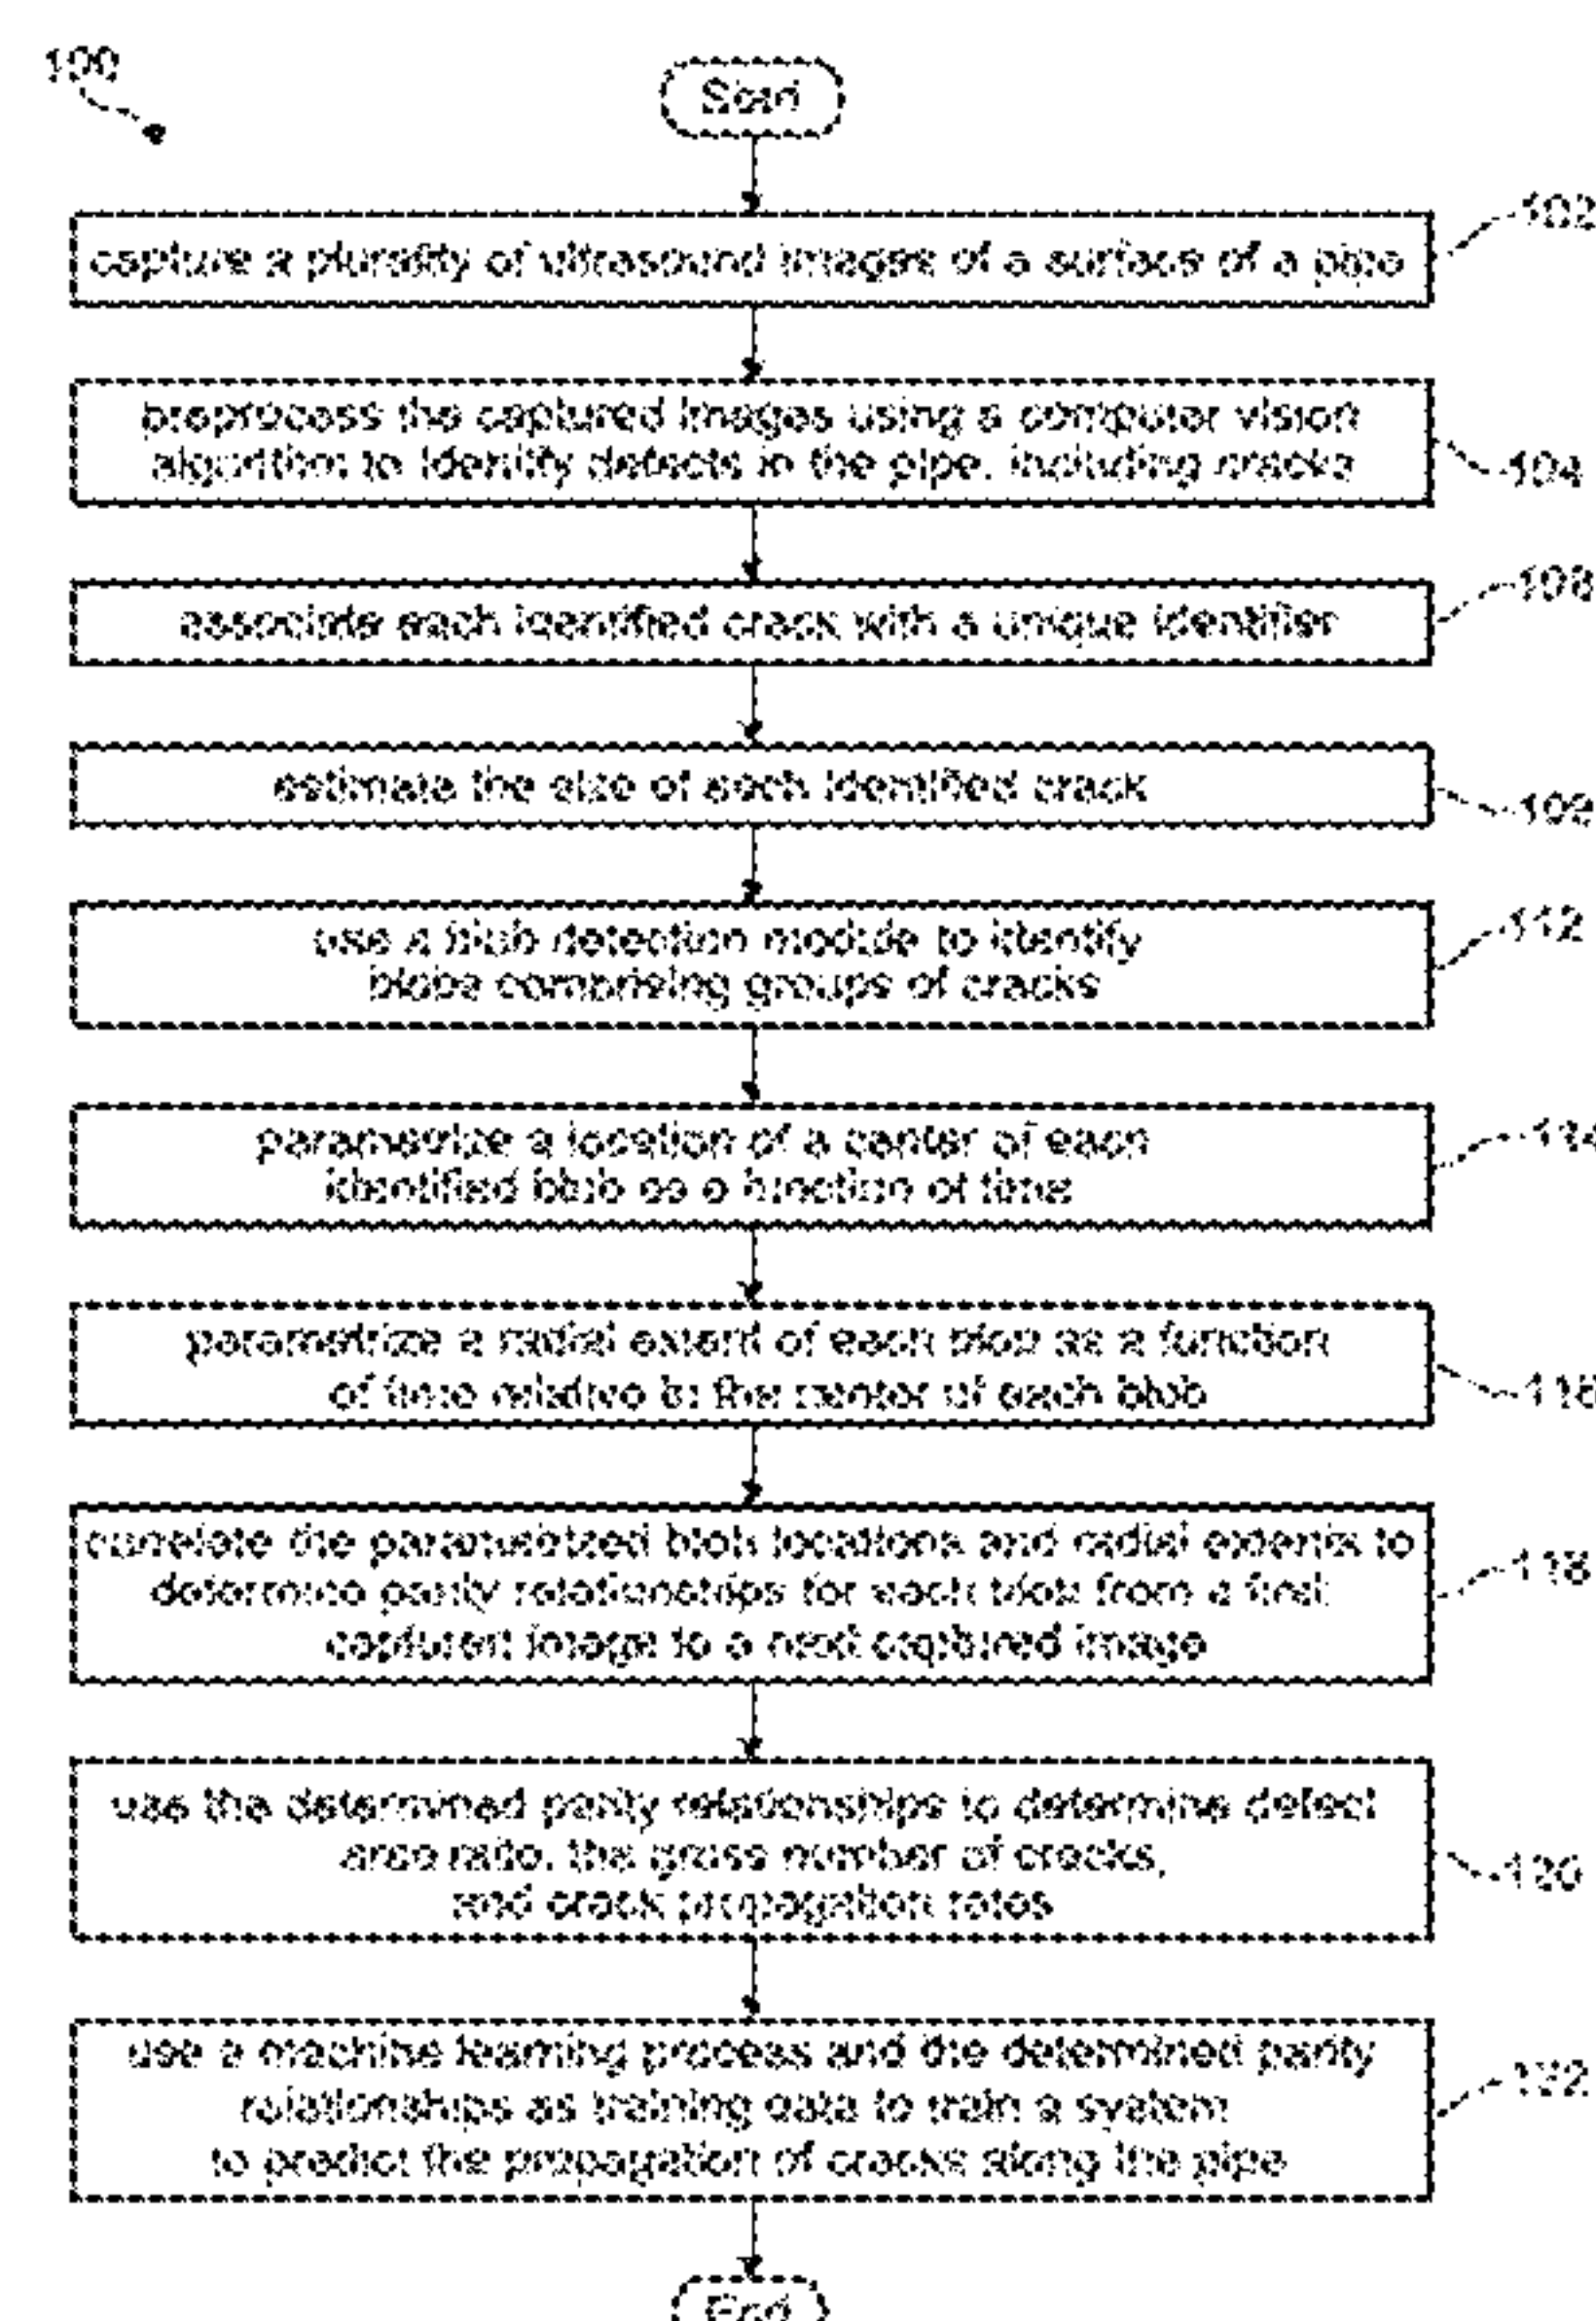 100
Start
capture a plurality of ultrasound images of a surface of a pipe
102
preprocess the captured images using a computer vision
algorithm to identify defects in the pipe, including cracks
104
associate each identified crack with a unique identifier
estimate the size of each identified crack
use a blob detection module to identify
blobs comprising groups of cracks
112
parametrize a location of a center of each
identified blob as a function of time
parametrize a radial extent of each blob as a function
of time relative to the center of each blob
116
correlate the parametrized blob locations and radial extents to
determine parity relationships for each blob from a first
captured image to a next captured image
118
use the determined parity relationships to determine defect
area ratio, the gross number of cracks,
and crack propagation rates
120
use a machine learning process and the determined parity
relationships as training data to train a system
to predict the propagation of cracks along the pipe
122
End